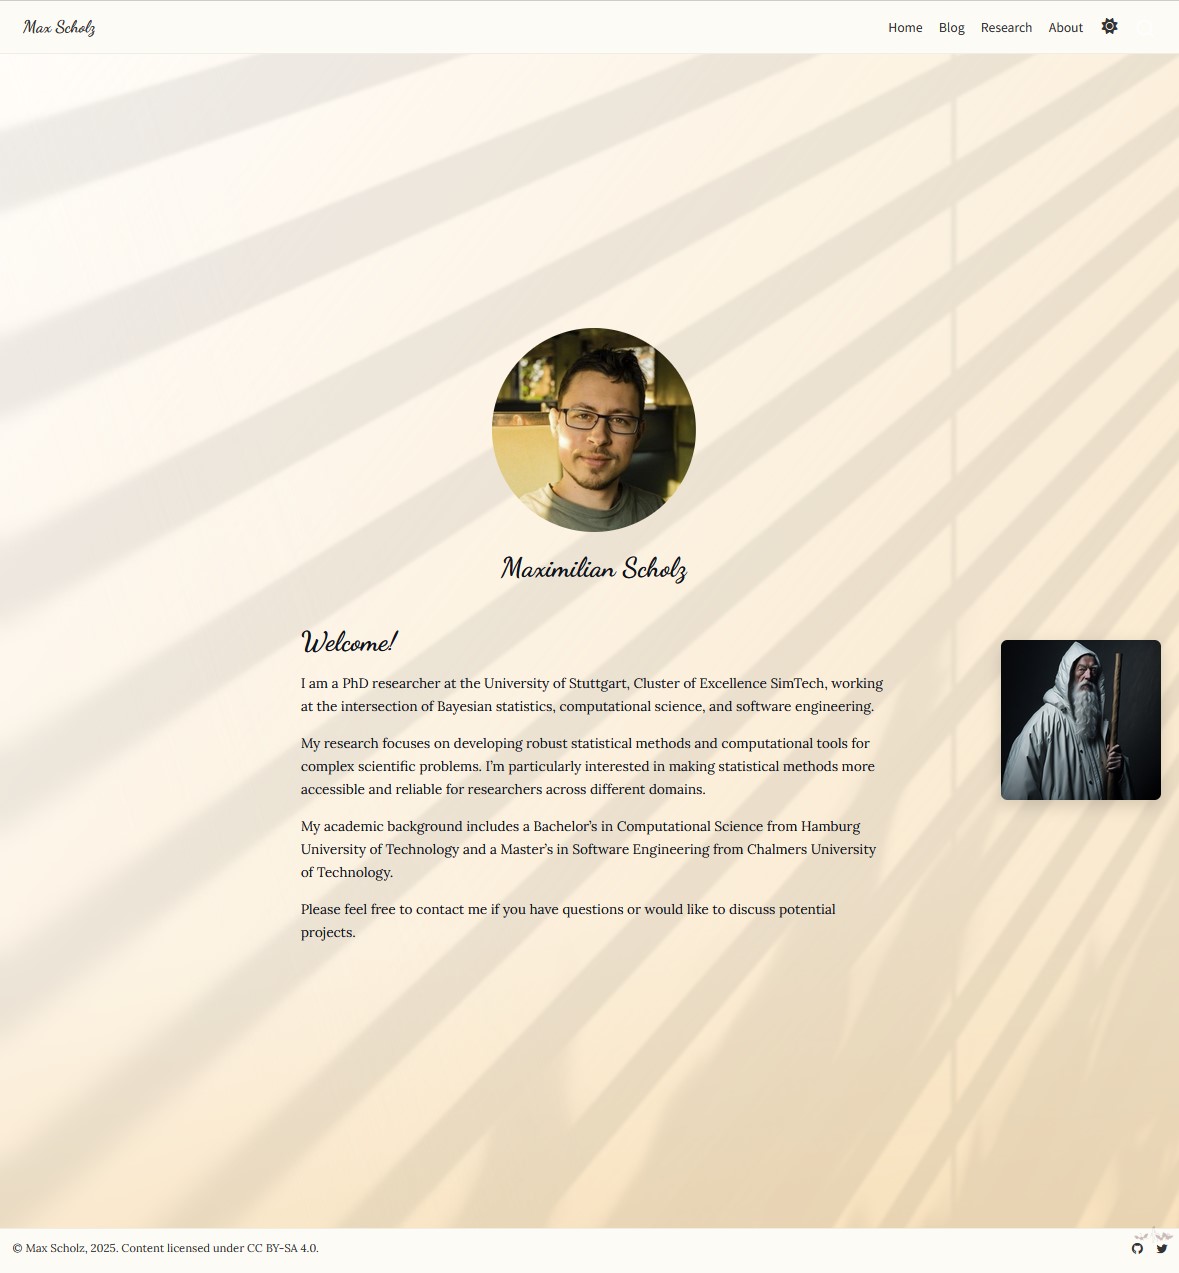 Max Scholz
Home Blog Research About
Maximilian Scholz
Welcome!
I am a PhD researcher at the University of Stuttgart, Cluster of Excellence SimTech, working
at the intersection of Bayesian statistics, computational science, and software engineering.
My research focuses on developing robust statistical methods and computational tools for
complex scientific problems. I’m particularly interested in making statistical methods more
accessible and reliable for researchers across different domains.
My academic background includes a Bachelor’s in Computational Science from Hamburg
University of Technology and a Master’s in Software Engineering from Chalmers University
of Technology.
Please feel free to contact me if you have questions or would like to discuss potential
projects.
© Max Scholz, 2025. Content licensed under CC BY-SA 4.0.